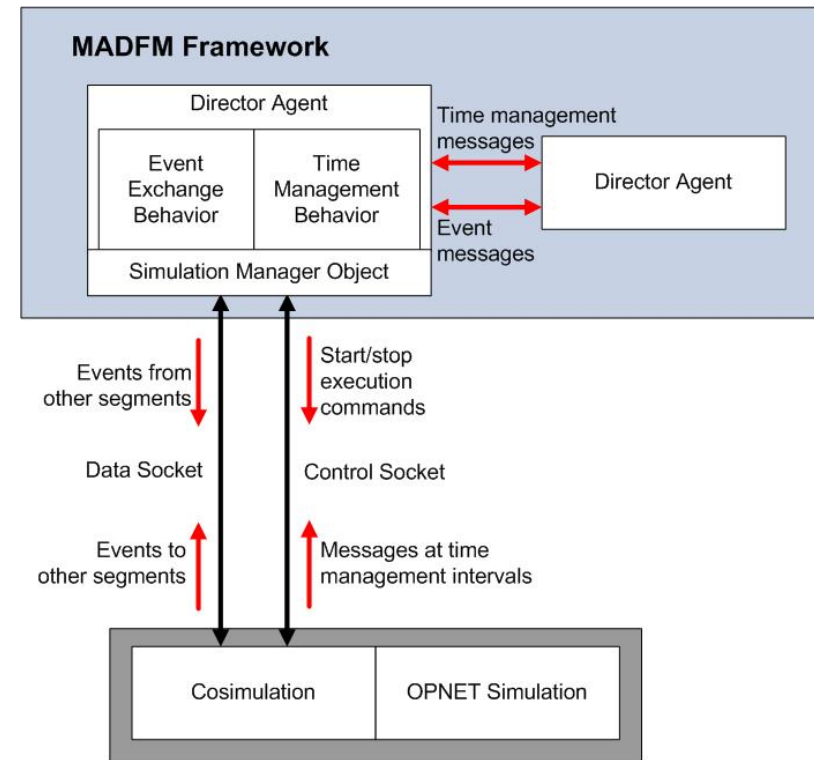 MADFM Framework
Director Agent
Event
Exchange
Behavior
Time
Management
Behavior
Simulation Manager Object
Time management
messages
Event
messages
Director Agent
Events from
other segments
Start/stop
execution
commands
Data Socket
Control Socket
Events to
other segments
Messages at time
management intervals
Cosimulation
OPNET Simulation